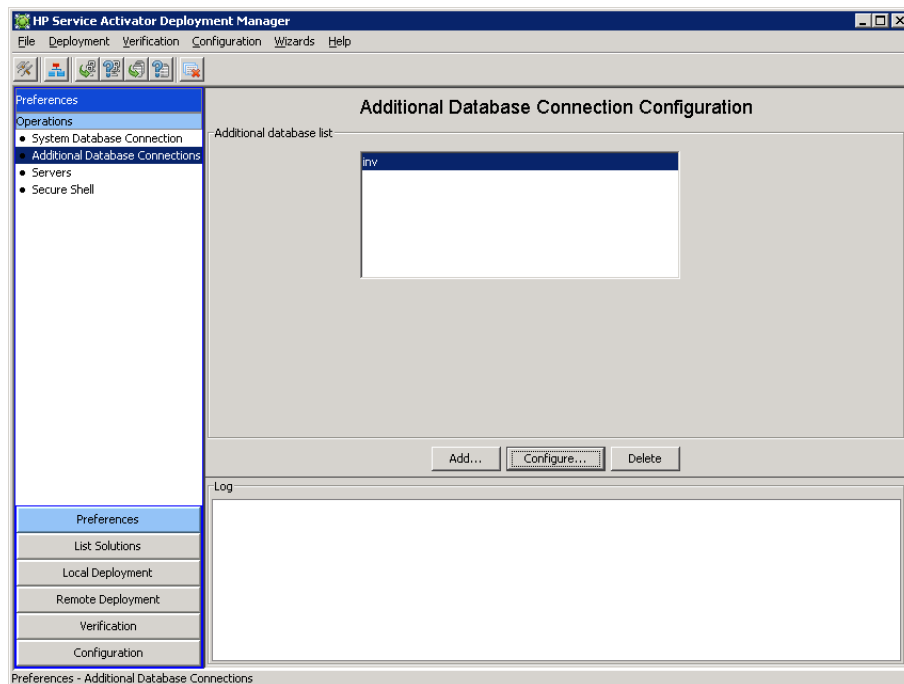 HP Service Activator Deployment Manager
File Deployment Verification Configuration Wizards Help
Preferences
Operations
System Database Connection
Additional Database Connections
Servers
Secure Shell
Additional Database Connection Configuration
Additional database list
inv
Add... Configure... Delete
Log
Preferences
List Solutions
Local Deployment
Remote Deployment
Verification
Configuration
Preferences - Additional Database Connections